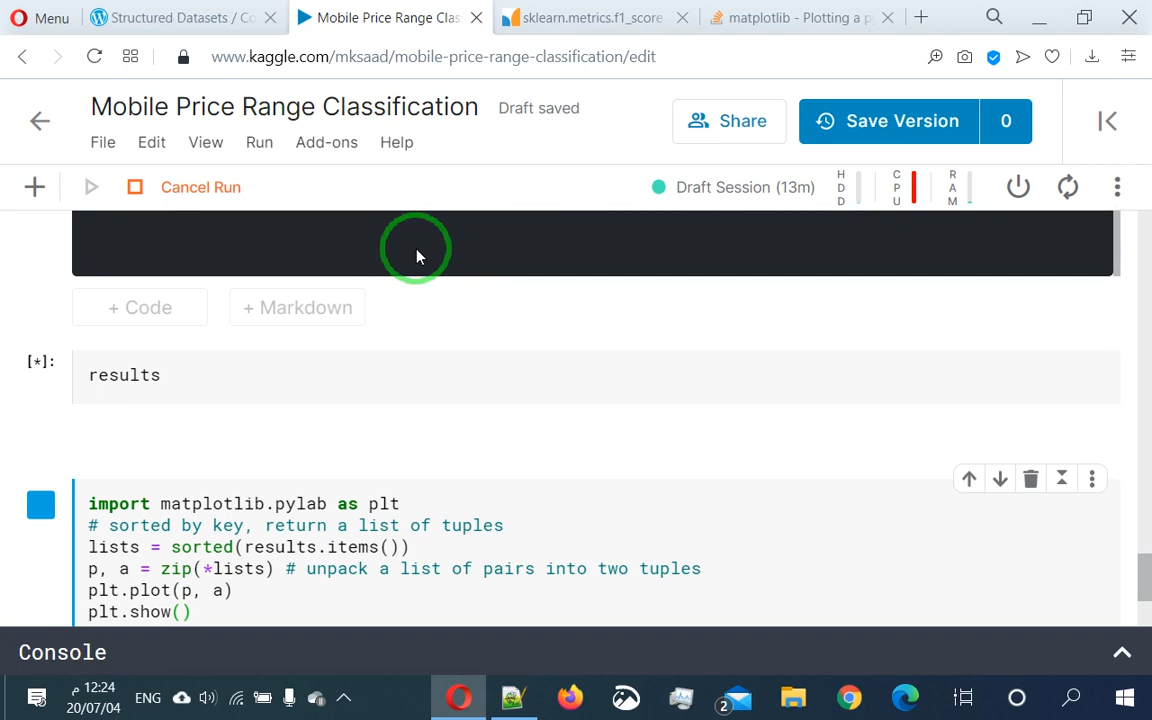 Menu
Structured Datasets / Co
Mobile Price Range Clas
sklearn.metrics.f1_score
matplotlib - Plotting a p
www.kaggle.com/mksaad/mobile-price-range-classification/edit
Mobile Price Range Classification
Draft saved
Share
Save Version
0
File Edit View Run Add-ons Help
Cancel Run
Draft Session (13m)
HDD
CPU
RAM
+ Code
+ Markdown
[*]:
results
import matplotlib.pylab as plt
# sorted by key, return a list of tuples
lists = sorted(results.items())
p, a = zip(*lists) # unpack a list of pairs into two tuples
plt.plot(p, a)
plt.show()
Console
12:24 م
20/07/04
ENG
2